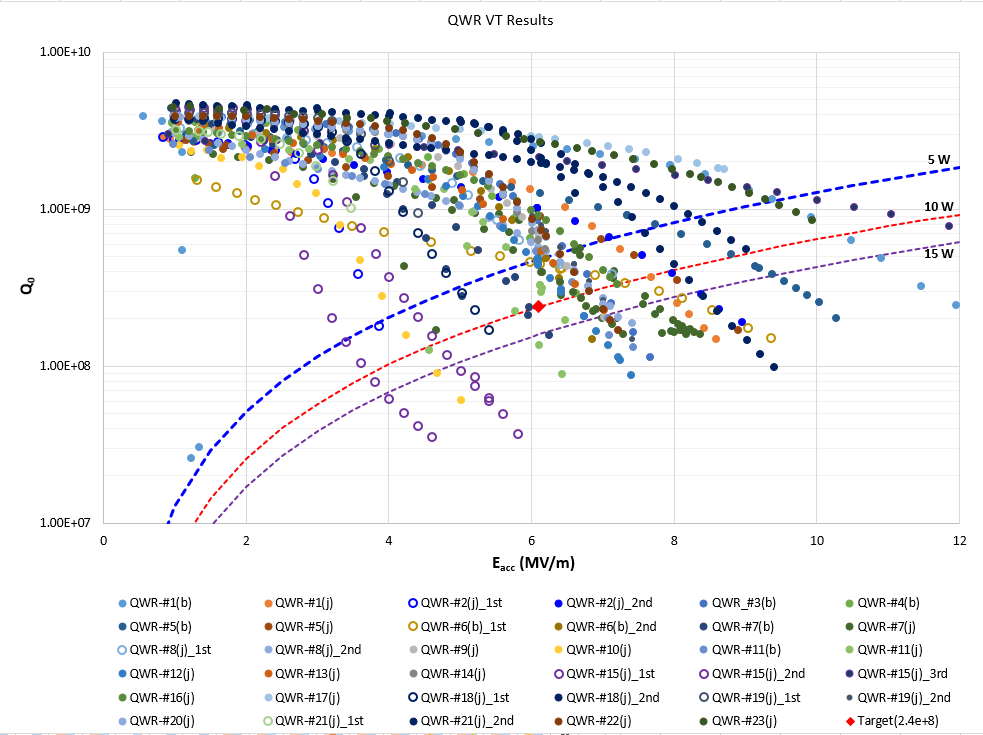 QWR VT Results
1.00E+10
1.00E+09
1.00E+08
1.00E+07
Q0
5 W
10 W
15 W
0 2 4 6 8 10 12
Eacc (MV/m)
QWR-#1(b) QWR-#1(j) QWR-#2(j)_1st QWR-#2(j)_2nd QWR_#3(b) QWR-#4(b)
QWR-#5(b) QWR-#5(j) QWR-#6(b)_1st QWR-#6(b)_2nd QWR-#7(b) QWR-#7(j)
QWR-#8(j)_1st QWR-#8(j)_2nd QWR-#9(j) QWR-#10(j) QWR-#11(b) QWR-#11(j)
QWR-#12(j) QWR-#13(j) QWR-#14(j) QWR-#15(j)_1st QWR-#15(j)_2nd QWR-#15(j)_3rd
QWR-#16(j) QWR-#17(j) QWR-#18(j)_1st QWR-#18(j)_2nd QWR-#19(j)_1st QWR-#19(j)_2nd
QWR-#20(j) QWR-#21(j)_1st QWR-#21(j)_2nd QWR-#22(j) QWR-#23(j) Target(2.4e+8)